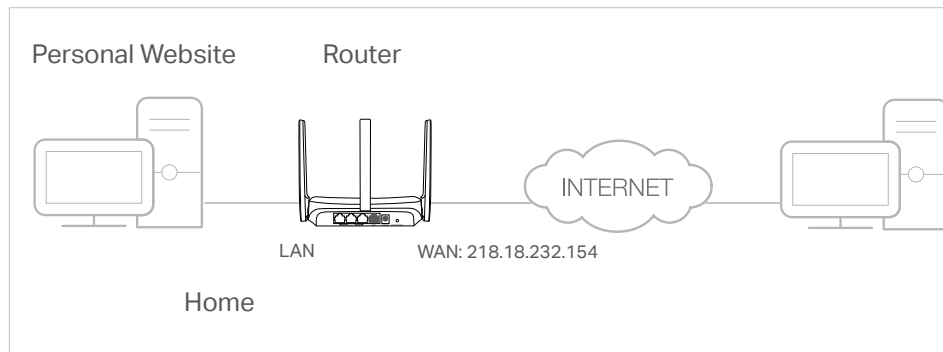 Personal Website
Router
INTERNET
LAN
WAN: 218.18.232.154
Home